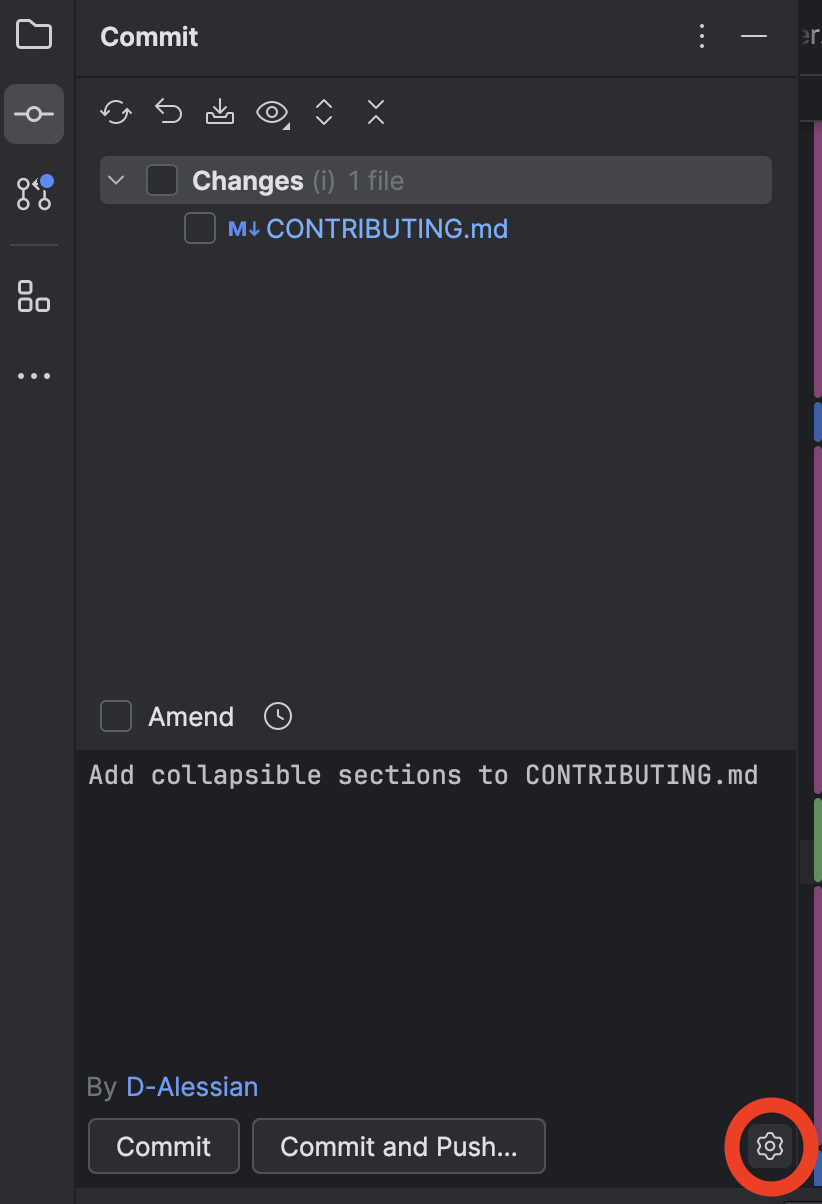 Commit
Changes (i) 1 file
M↓ CONTRIBUTING.md
Amend
Add collapsible sections to CONTRIBUTING.md
By D-Alessian
Commit Commit and Push...